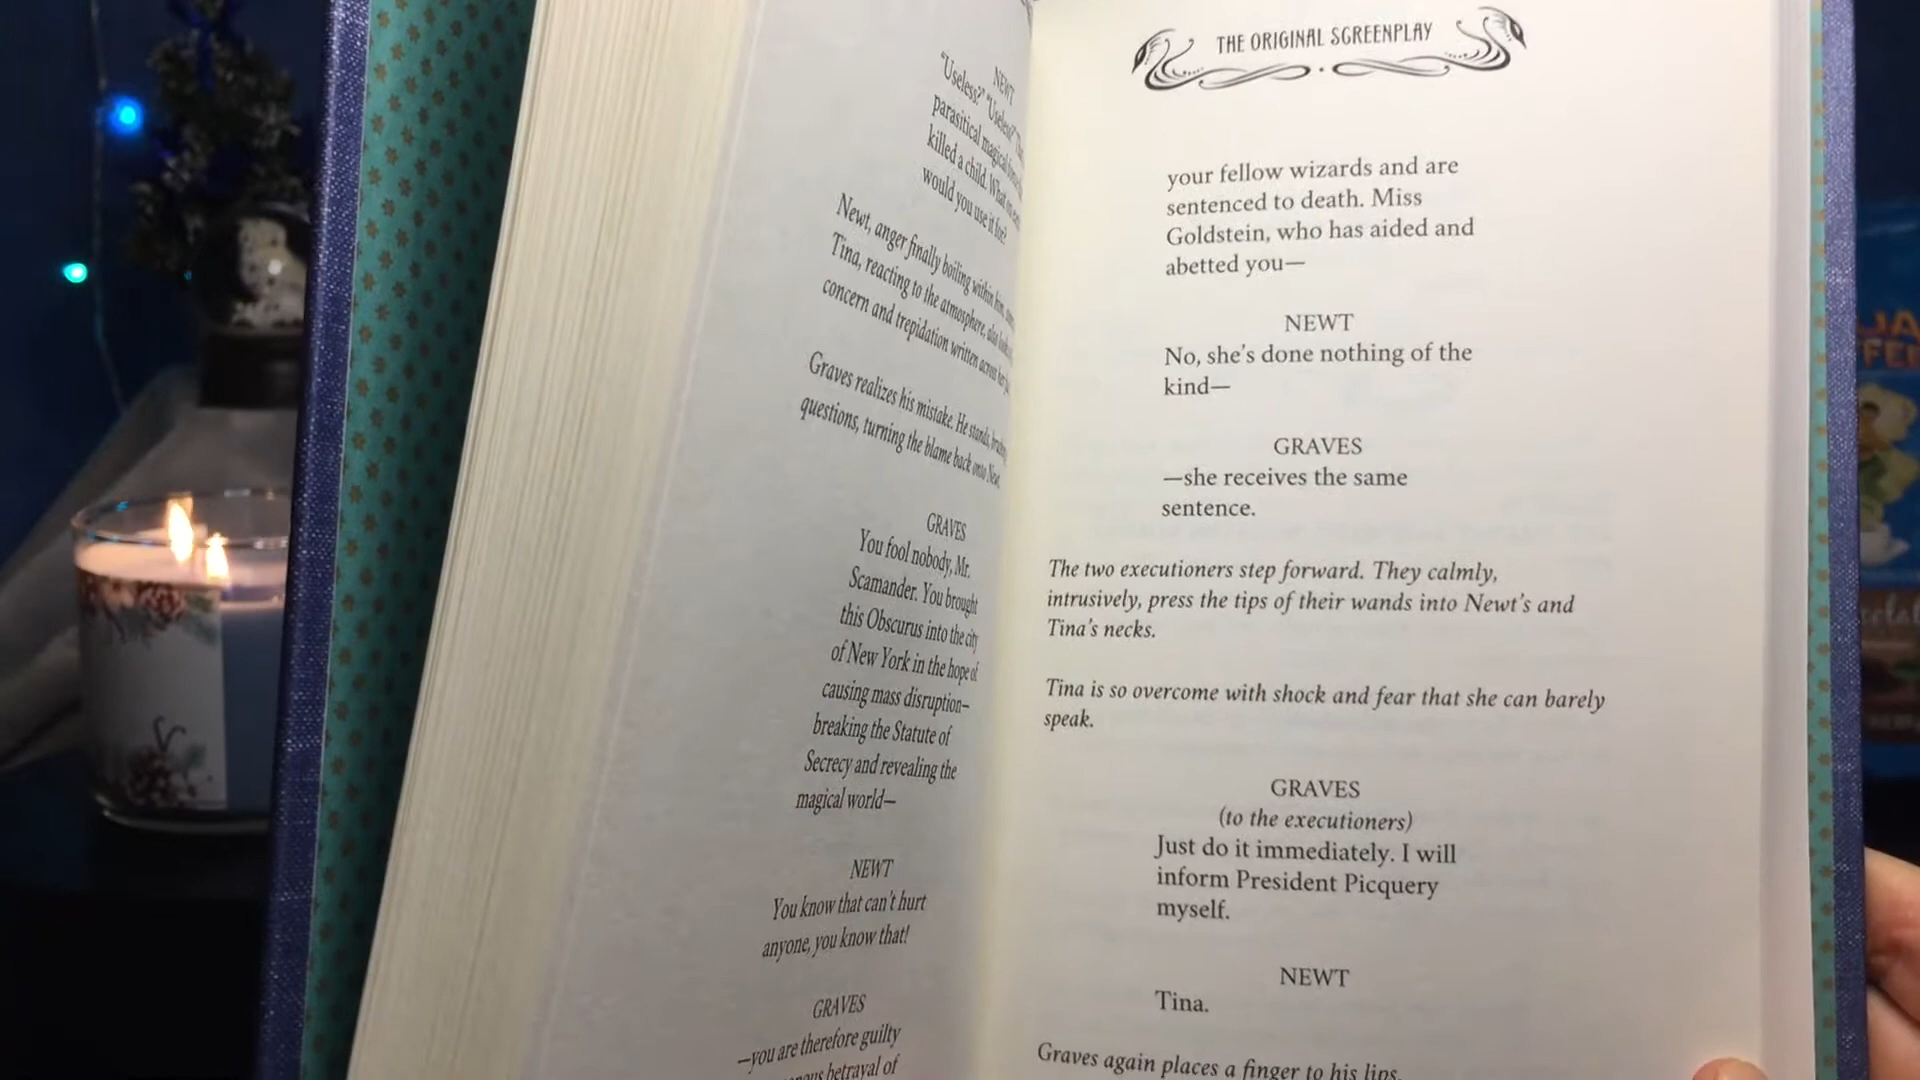 NEWT
"Useless?" "Useless?"
parasitical magical
killed a child. What
would you use it for?
Newt, anger finally boiling within him,
Tina, reacting to the atmosphere, also
concern and trepidation written across her
Graves realizes his mistake. He stands,
questions, turning the blame back onto Newt.
GRAVES
You fool nobody, Mr.
Scamander. You brought
this Obscurus into the city
of New York in the hope of
causing mass disruption—
breaking the Statute of
Secrecy and revealing the
magical world—
NEWT
You know that can't hurt
anyone, you know that!
GRAVES
—you are therefore guilty
betrayal of
THE ORIGINAL SCREENPLAY
your fellow wizards and are
sentenced to death. Miss
Goldstein, who has aided and
abetted you—
NEWT
No, she's done nothing of the
kind—
GRAVES
—she receives the same
sentence.
The two executioners step forward. They calmly,
intrusively, press the tips of their wands into Newt's and
Tina's necks.
Tina is so overcome with shock and fear that she can barely
speak.
GRAVES
(to the executioners)
Just do it immediately. I will
inform President Picquery
myself.
NEWT
Tina.
Graves again places a finger to his lips.